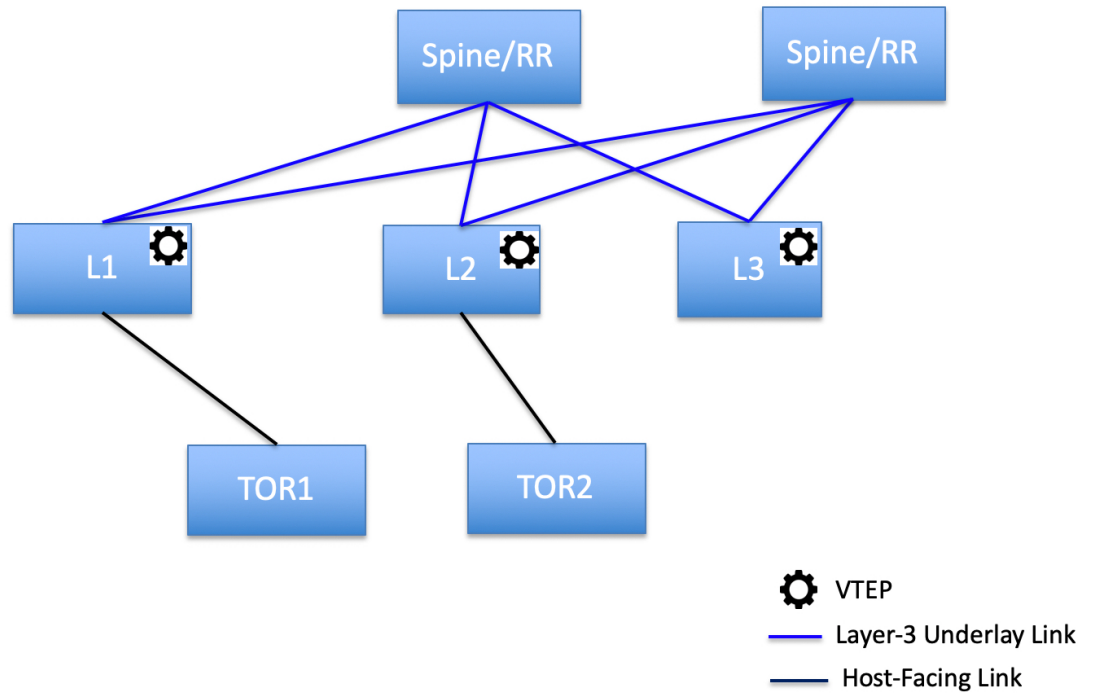 Spine/RR
Spine/RR
L1
L2
L3
TOR1
TOR2
VTEP
Layer-3 Underlay Link
Host-Facing Link